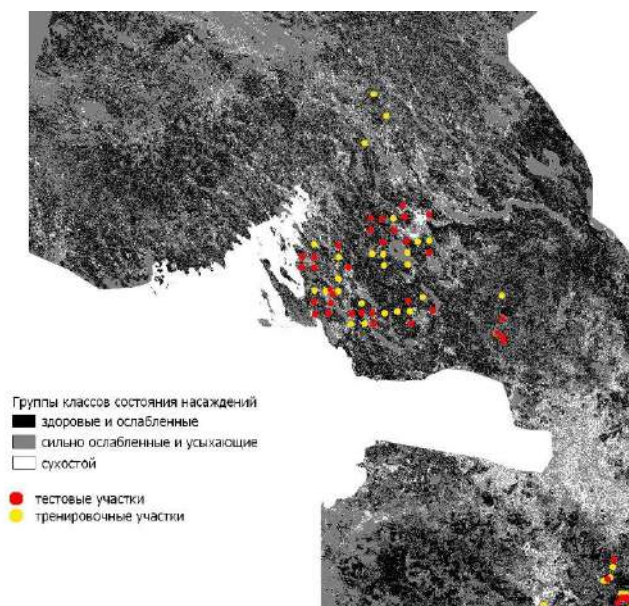 Группы классов состояния насаждений
здоровые и ослабленные
сильно ослабленные и усыхающие
сухостой
тестовые участки
тренировочные участки